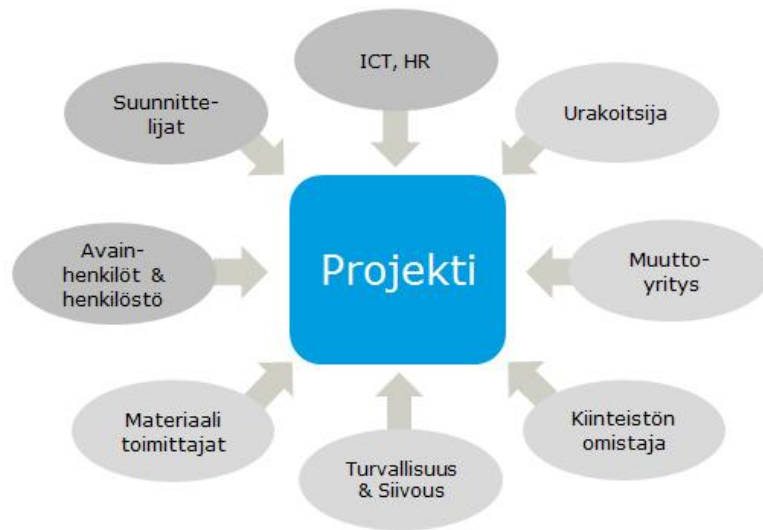 ICT, HR
Suunnitte-
lijat
Urakoitsija
Avain-
henkilöt &
henkilöstö
Projekti
Muutto-
yritys
Materiaali
toimittajat
Turvallisuus
& Siivous
Kiinteistön
omistaja